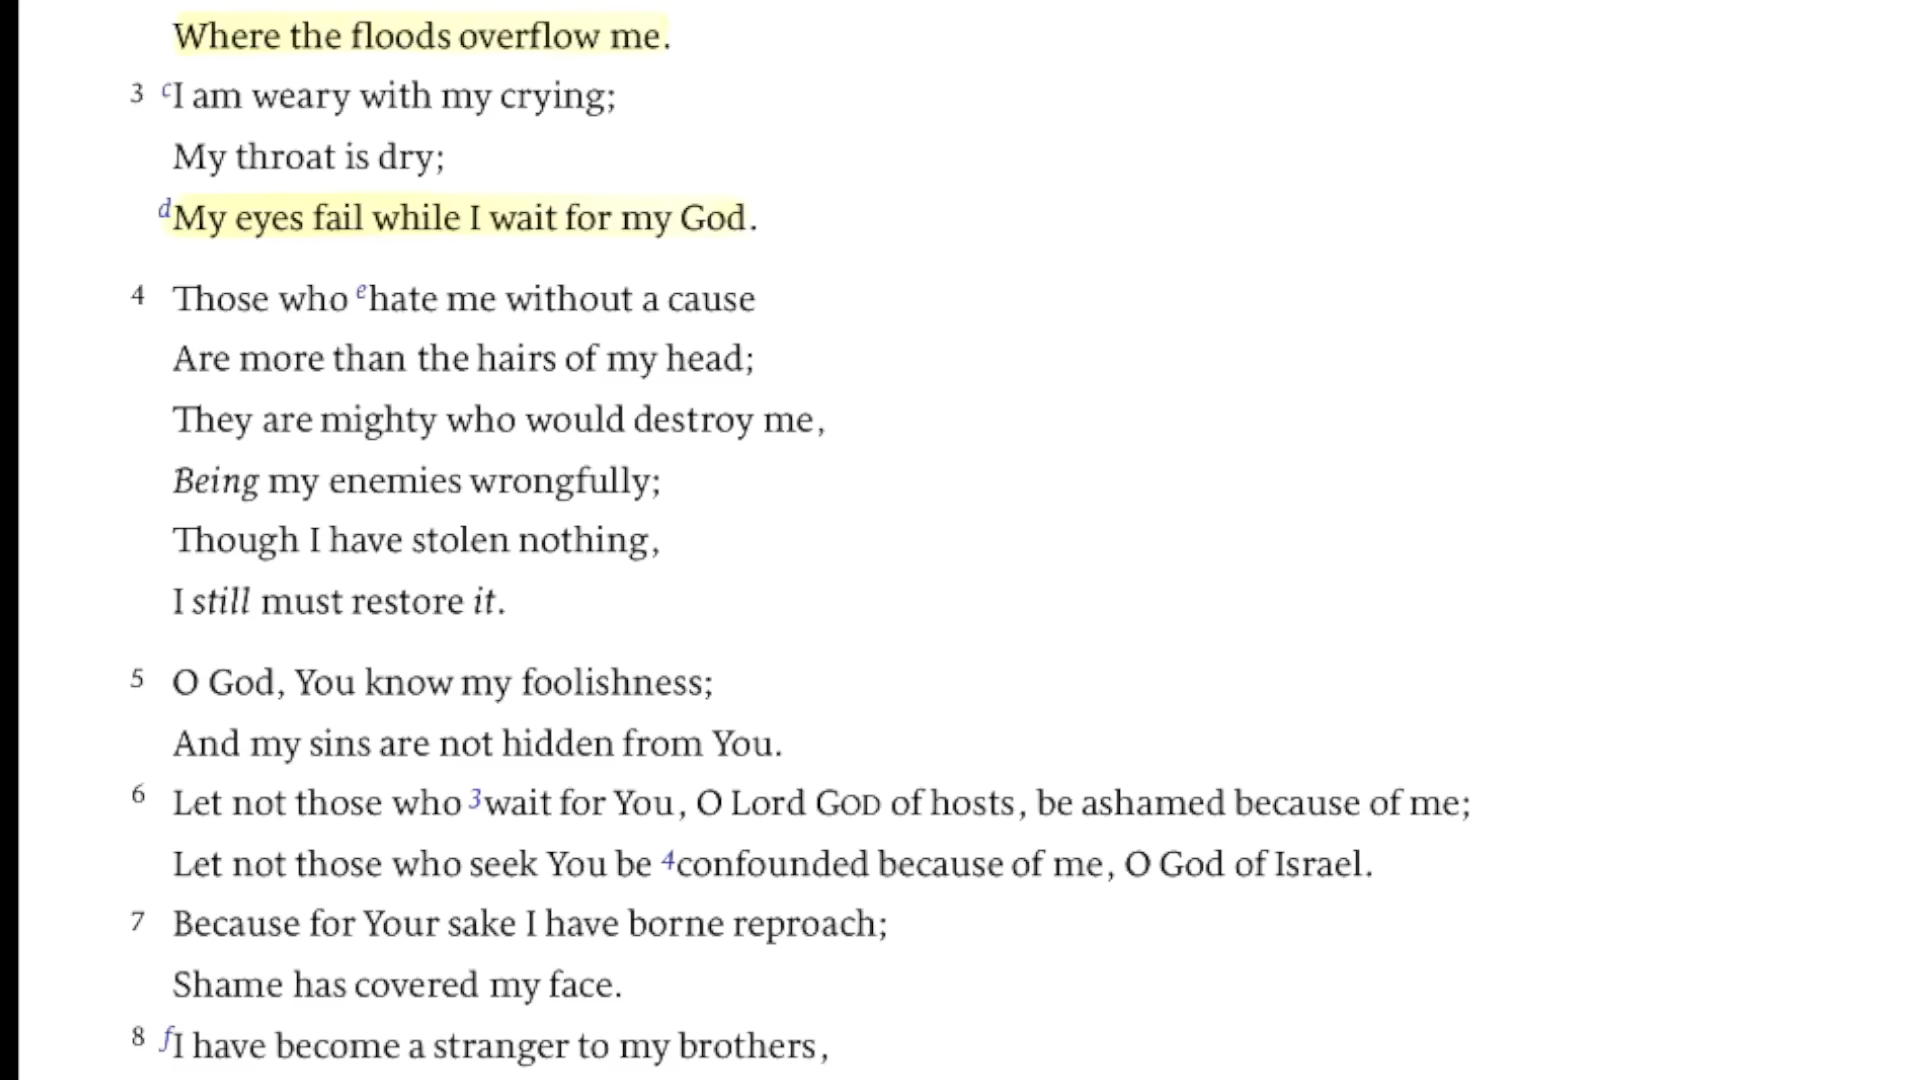 Where the floods overflow me.
3 cI am weary with my crying;
My throat is dry;
dMy eyes fail while I wait for my God.
4 Those who ehate me without a cause
Are more than the hairs of my head;
They are mighty who would destroy me,
Being my enemies wrongfully;
Though I have stolen nothing,
I still must restore it.
5 O God, You know my foolishness;
And my sins are not hidden from You.
6 Let not those who 3wait for You, O Lord GOD of hosts, be ashamed because of me;
Let not those who seek You be 4confounded because of me, O God of Israel.
7 Because for Your sake I have borne reproach;
Shame has covered my face.
8 fI have become a stranger to my brothers,